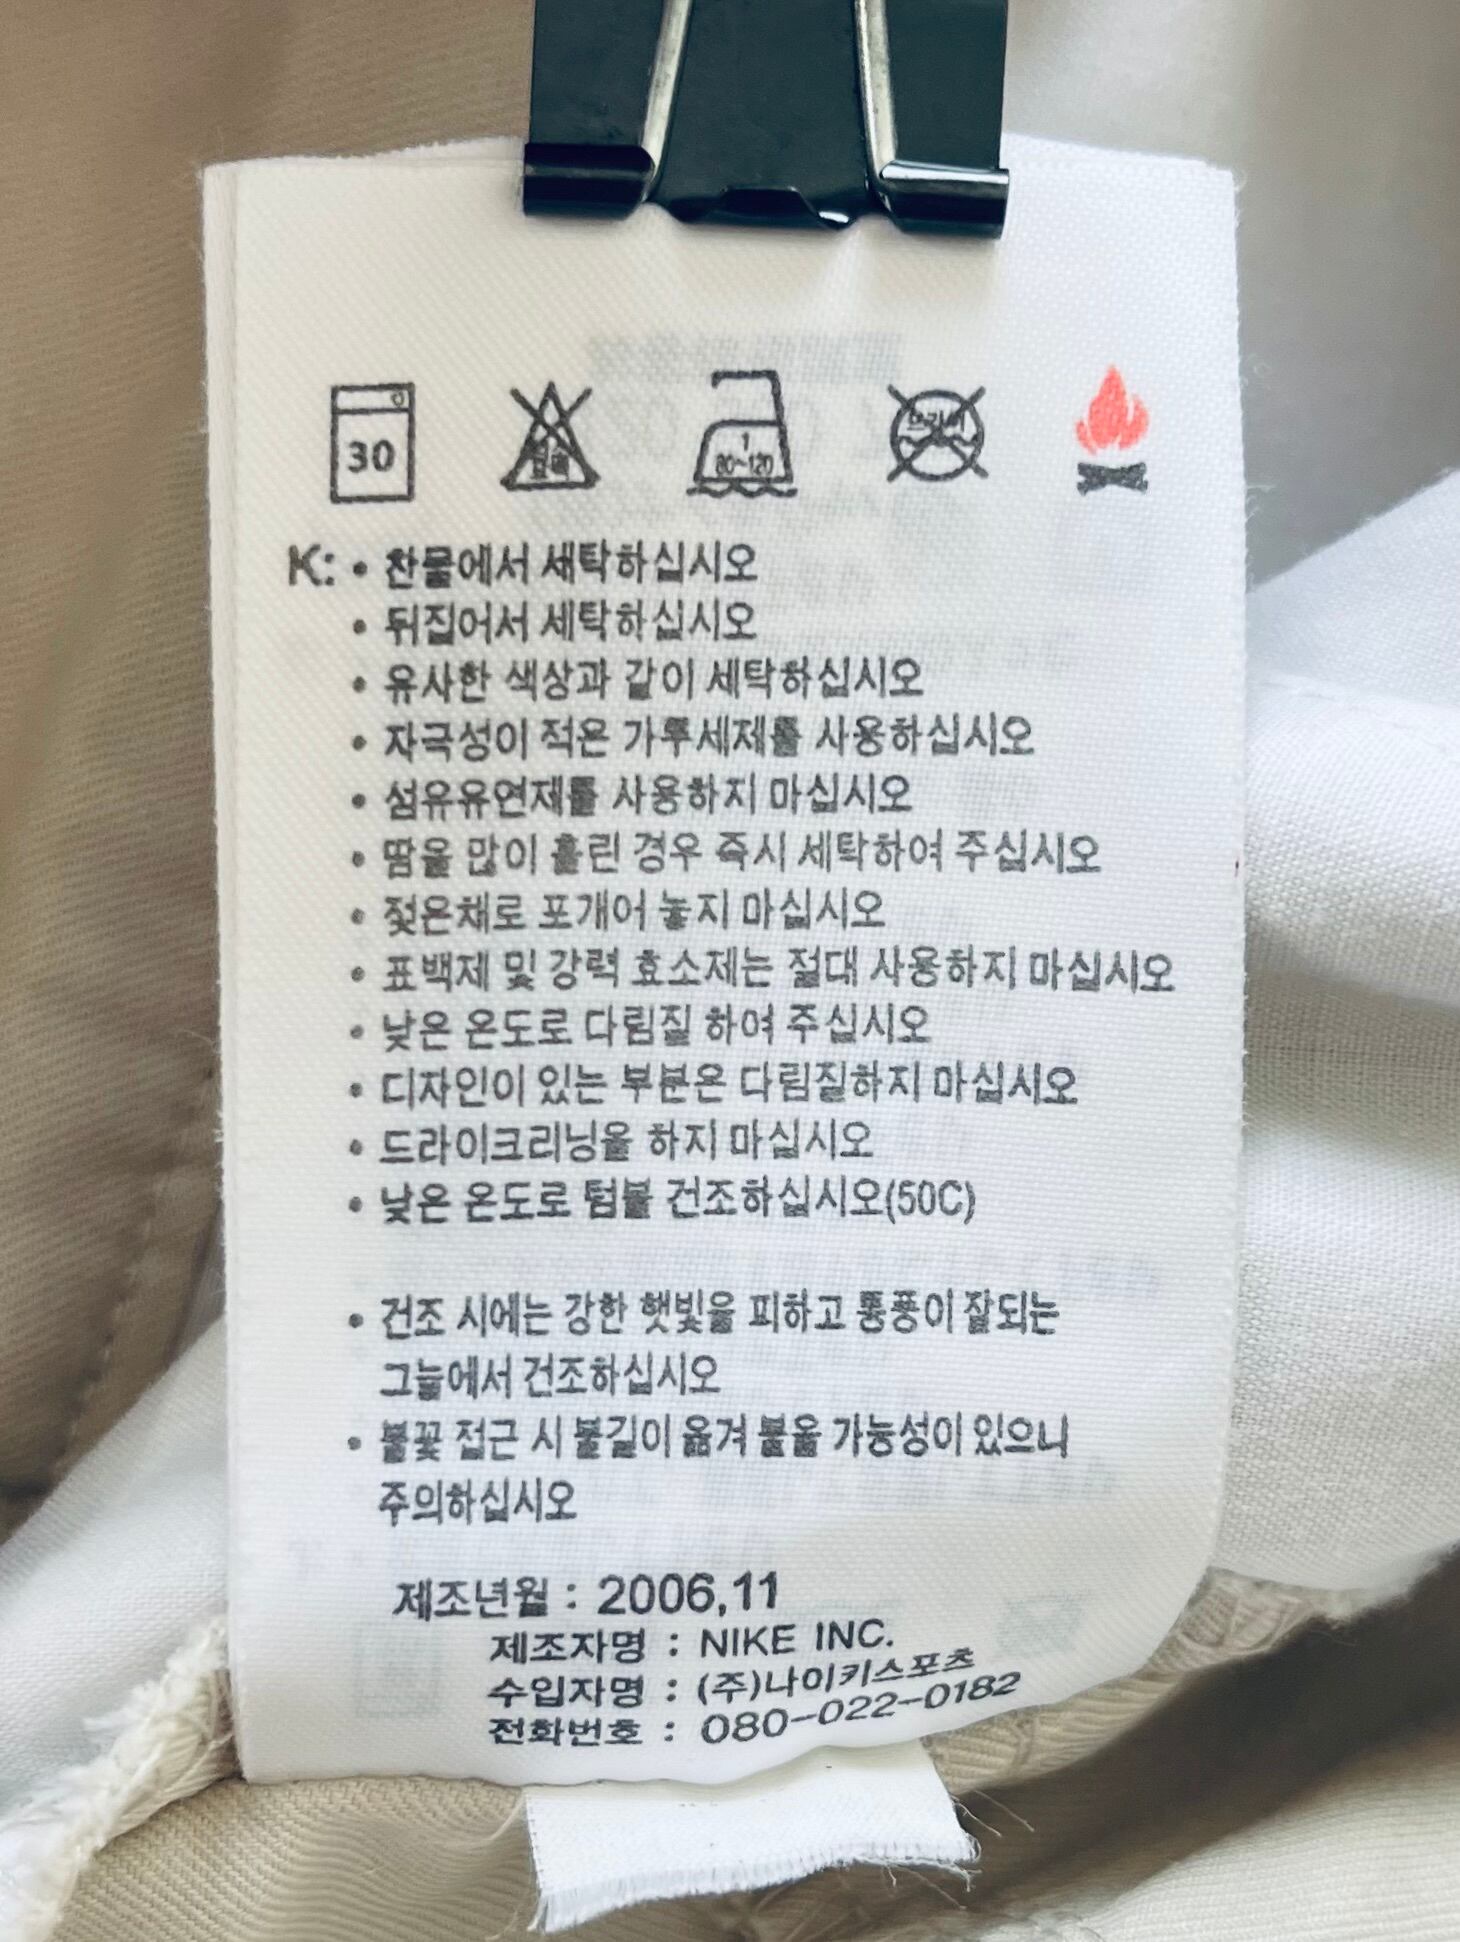 30
염소
1
80~120
드라이
K: • 찬물에서 세탁하십시오
• 뒤집어서 세탁하십시오
• 유사한 색상과 같이 세탁하십시오
• 자극성이 적은 가루세제를 사용하십시오
• 섬유유연제를 사용하지 마십시오
• 땀을 많이 흘린 경우 즉시 세탁하여 주십시오
• 젖은채로 포개어 놓지 마십시오
• 표백제 및 강력 효소제는 절대 사용하지 마십시오
• 낮은 온도로 다림질 하여 주십시오
• 디자인이 있는 부분은 다림질하지 마십시오
• 드라이크리닝을 하지 마십시오
• 낮은 온도로 텀블 건조하십시오(50C)
• 건조 시에는 강한 햇빛을 피하고 통풍이 잘되는
그늘에서 건조하십시오
• 불꽃 접근 시 불길이 옮겨 붙을 가능성이 있으니
주의하십시오
제조년월 : 2006,11
제조자명 : NIKE INC.
수입자명 : (주)나이키스포츠
전화번호 : 080-022-0182